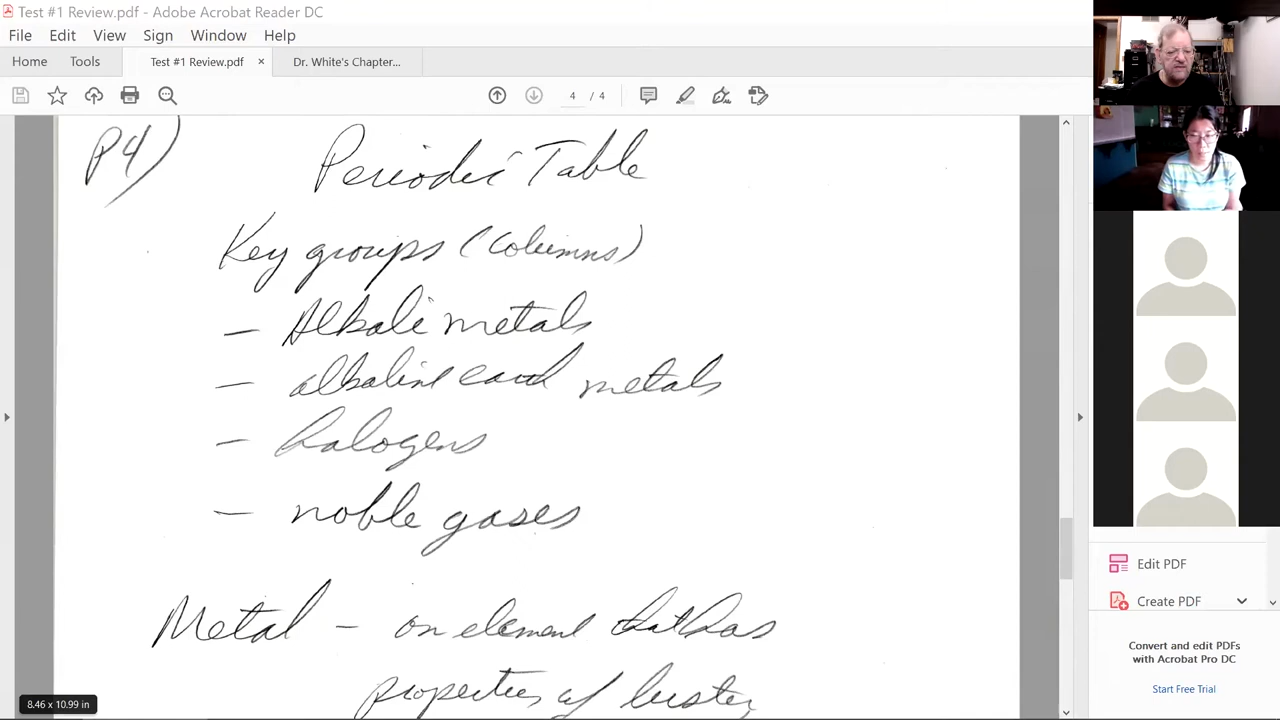 Test #1 Review.pdf - Adobe Acrobat Reader DC
File Edit View Sign Window Help
Home Tools Test #1 Review.pdf × Dr. White's Chapter...
4 / 4
P4)
Periodic Table
Key groups (columns)
— Alkali metals
— alkaline earth metals
— halogens
— noble gases
Metal — an element that has
properties of luster,
8.46 x 10.99 in
Edit PDF
Create PDF
Convert and edit PDFs
with Acrobat Pro DC
Start Free Trial